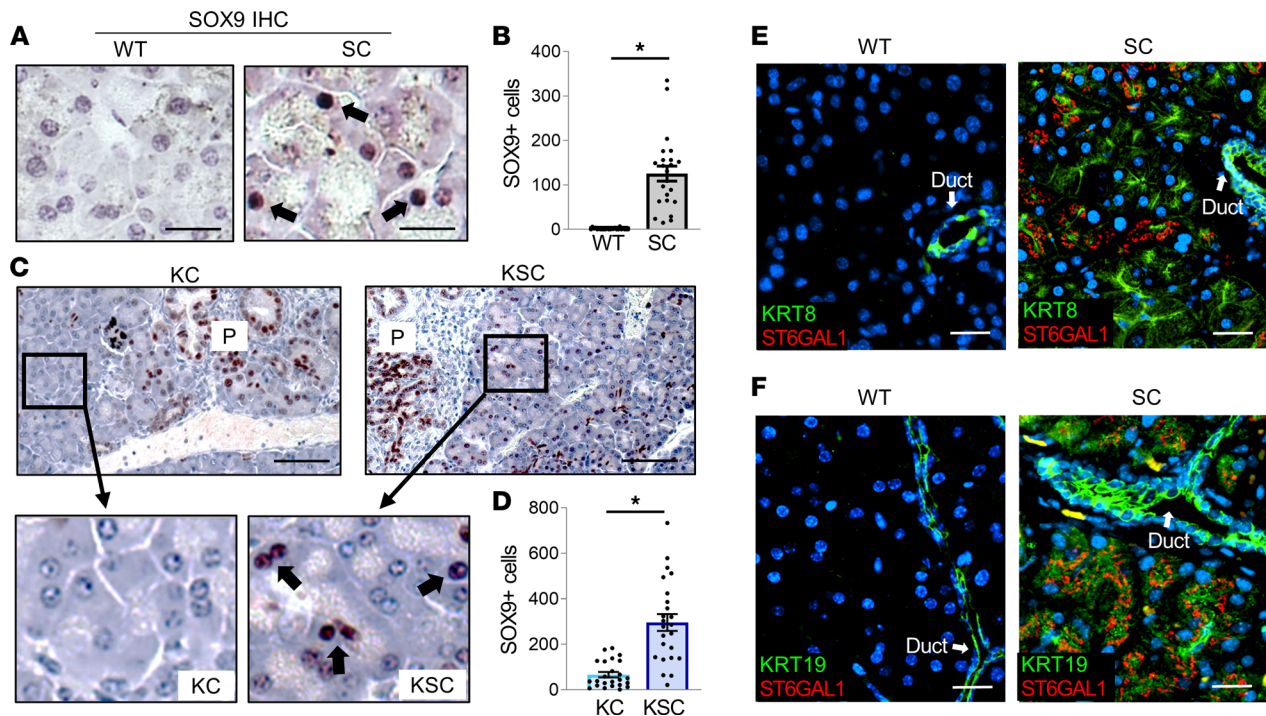 SOX9 IHC
A
WT
SC
B
400
300
200
100
0
SOX9+ cells
*
WT
SC
C
KC
KSC
P
P
KC
KSC
D
800
600
400
200
0
SOX9+ cells
*
KC
KSC
E
WT
SC
Duct
Duct
KRT8
ST6GAL1
KRT8
ST6GAL1
F
WT
SC
Duct
Duct
KRT19
ST6GAL1
KRT19
ST6GAL1